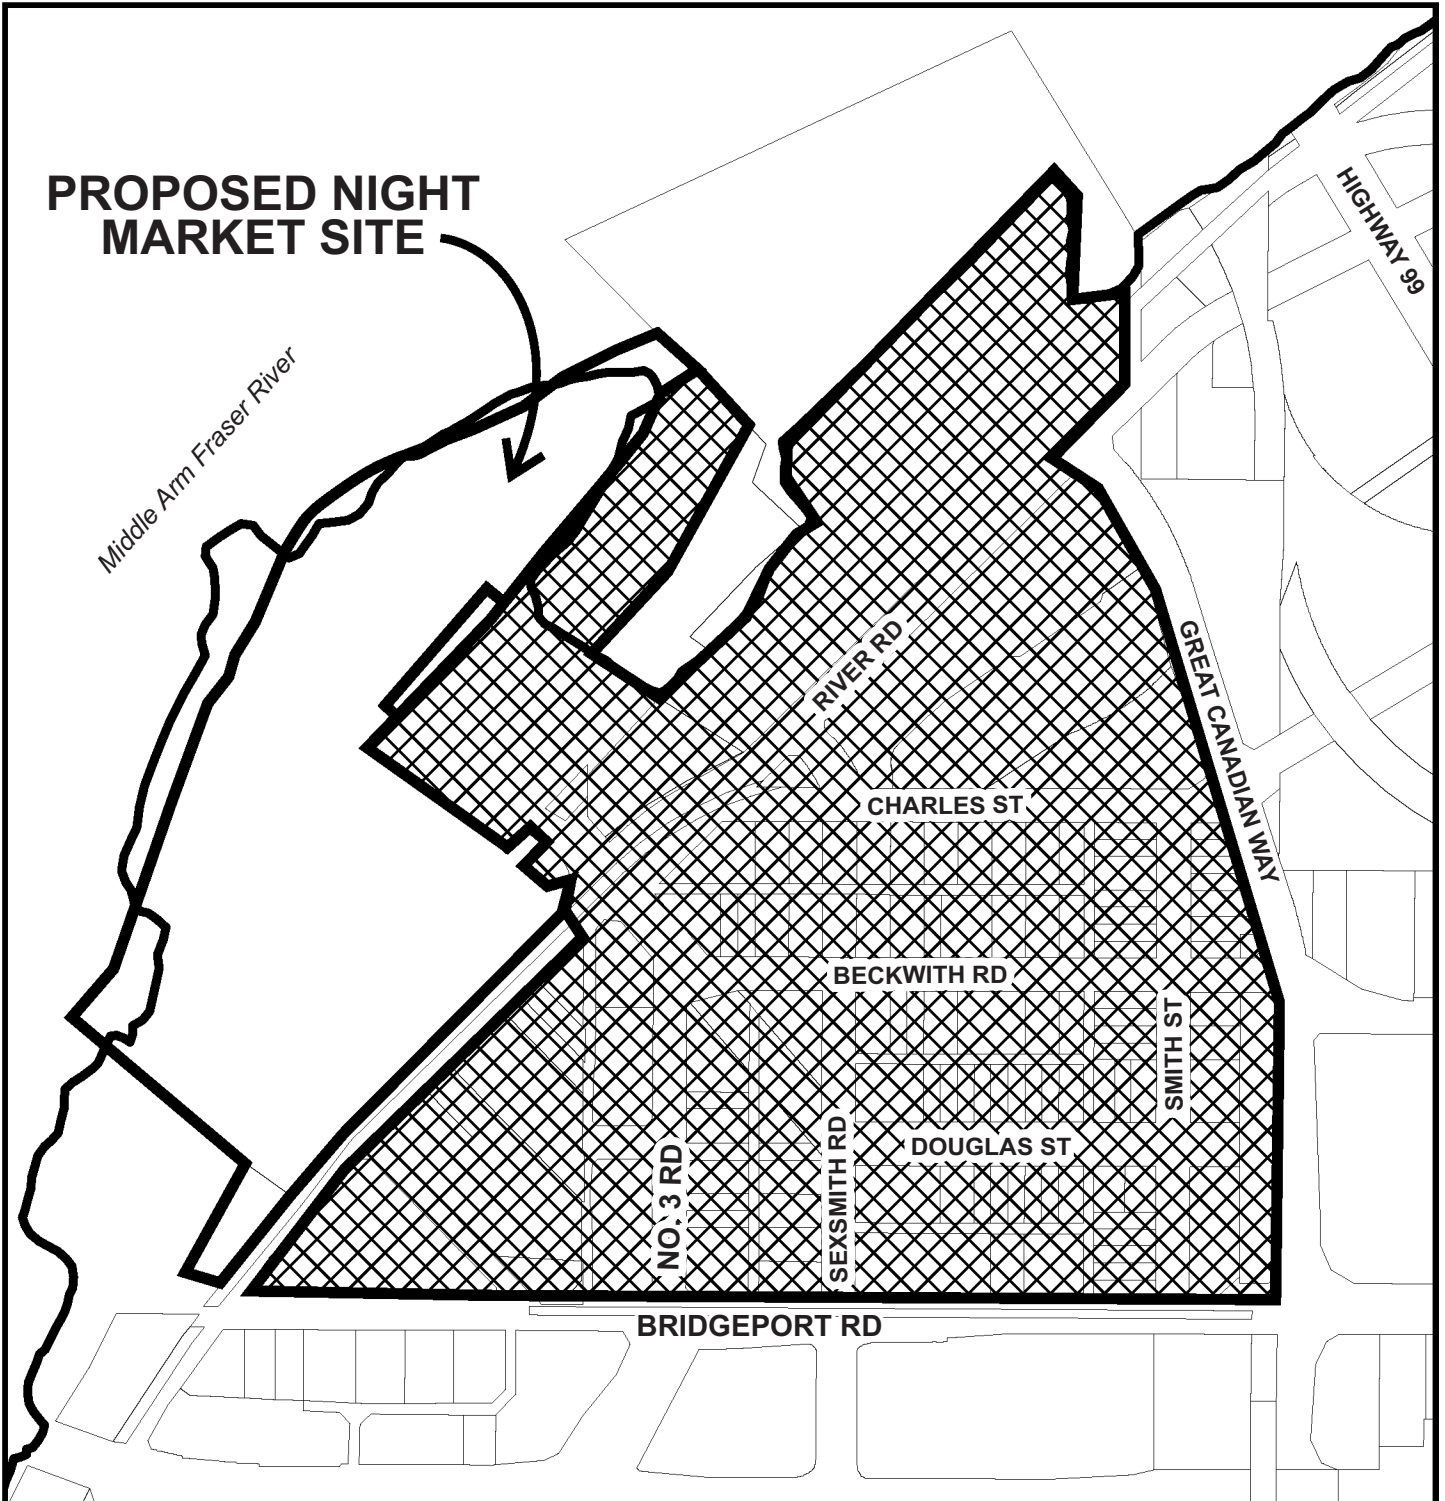 PROPOSED NIGHT
MARKET SITE
HIGHWAY 99
Middle Arm Fraser River
RIVER RD
GREAT CANADIAN WAY
CHARLES ST
BECKWITH RD
SMITH ST
DOUGLAS ST
NO. 3 RD
SEXSMITH RD
BRIDGEPORT RD